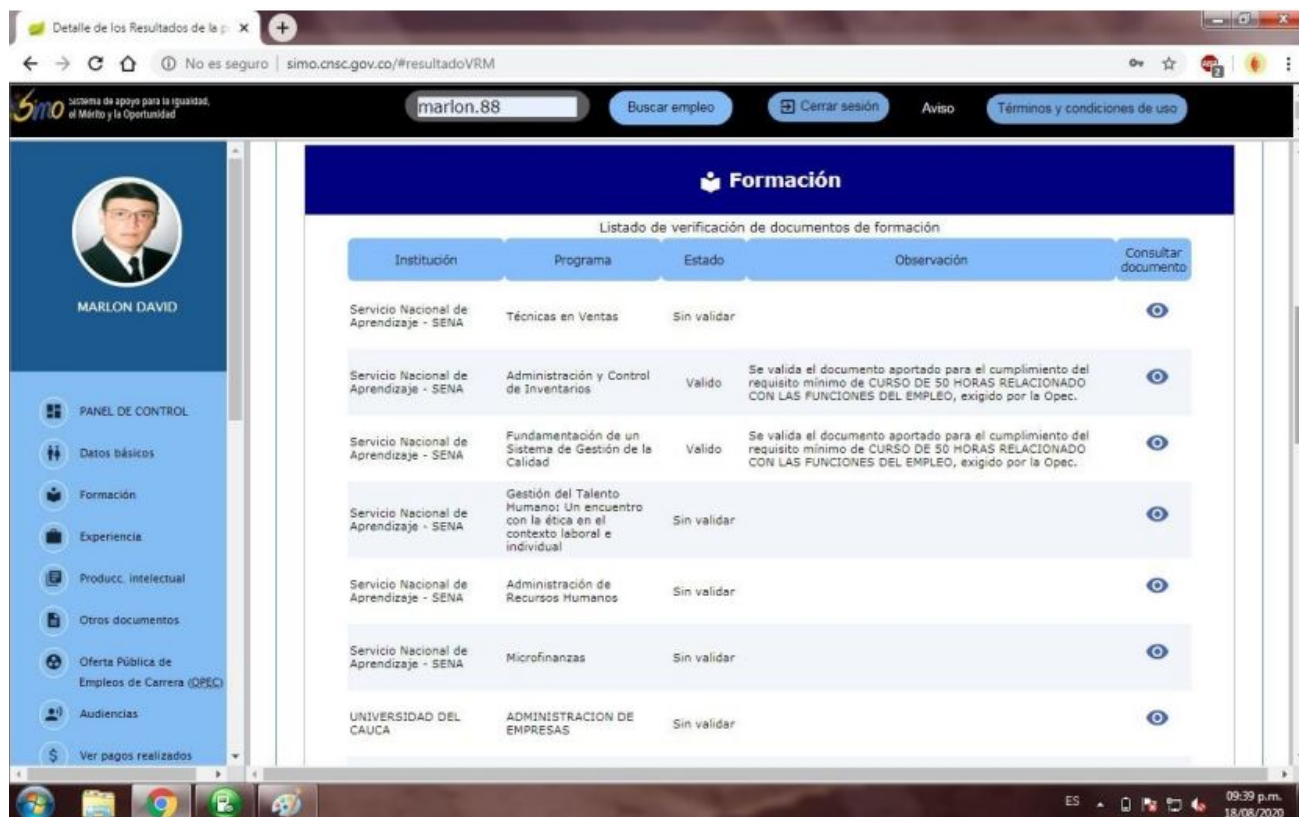 Detalle de los Resultados de la p
No es seguro | simo.cnsc.gov.co/#resultadoVRM
Simo Sistema de apoyo para la igualdad,
el Mérito y la Oportunidad
marlon.88
Buscar empleo
Cerrar sesión
Aviso
Términos y condiciones de uso
MARLON DAVID
PANEL DE CONTROL
Datos básicos
Formación
Experiencia
Producc. intelectual
Otros documentos
Oferta Pública de
Empleos de Carrera (OPEC)
Audiencias
Ver pagos realizados
Formación
Listado de verificación de documentos de formación
Institución Programa Estado Observación Consultar
documento
Servicio Nacional de
Aprendizaje - SENA
Técnicas en Ventas
Sin validar
Servicio Nacional de
Aprendizaje - SENA
Administración y Control
de Inventarios
Valido
Se valida el documento aportado para el cumplimiento del
requisito mínimo de CURSO DE 50 HORAS RELACIONADO
CON LAS FUNCIONES DEL EMPLEO, exigido por la Opec.
Servicio Nacional de
Aprendizaje - SENA
Fundamentación de un
Sistema de Gestión de la
Calidad
Valido
Se valida el documento aportado para el cumplimiento del
requisito mínimo de CURSO DE 50 HORAS RELACIONADO
CON LAS FUNCIONES DEL EMPLEO, exigido por la Opec.
Servicio Nacional de
Aprendizaje - SENA
Gestión del Talento
Humano: Un encuentro
con la ética en el
contexto laboral e
individual
Sin validar
Servicio Nacional de
Aprendizaje - SENA
Administración de
Recursos Humanos
Sin validar
Servicio Nacional de
Aprendizaje - SENA
Microfinanzas
Sin validar
UNIVERSIDAD DEL
CAUCA
ADMINISTRACION DE
EMPRESAS
Sin validar
ES
09:39 p.m.
18/08/2020